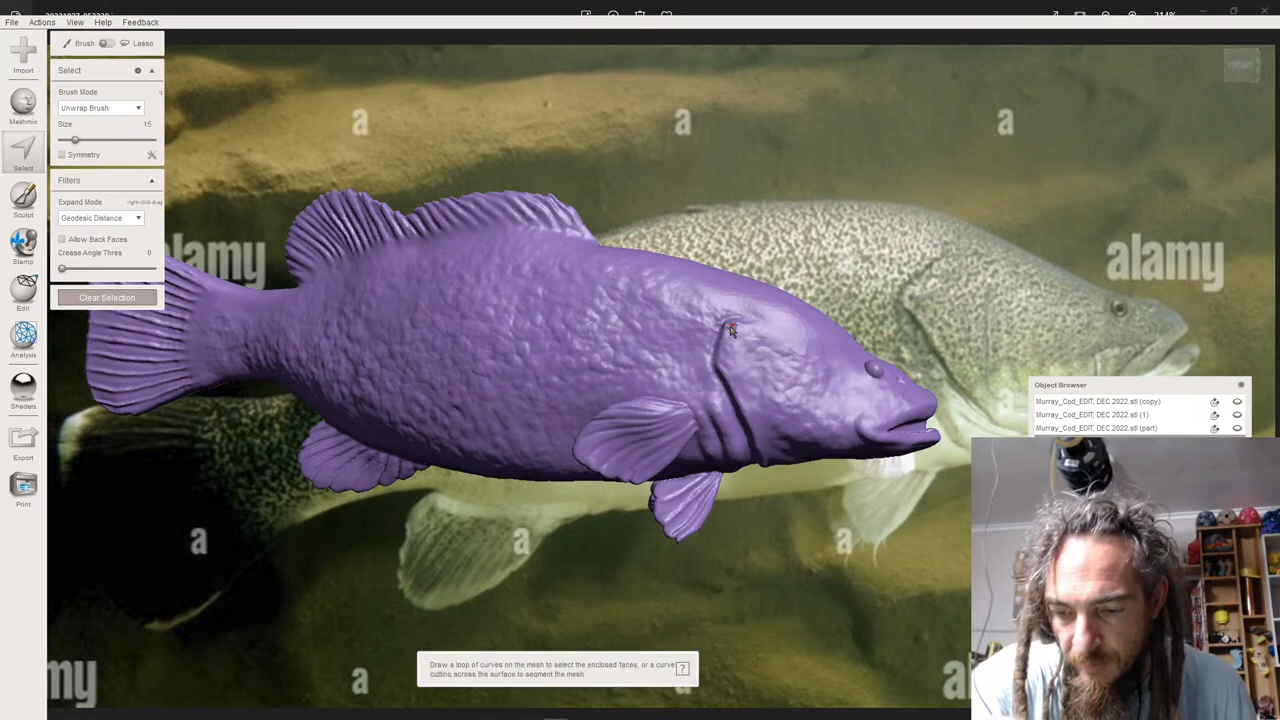 File Actions View Help Feedback
Import
Meshmix
Select
Sculpt
Stamp
Edit
Analysis
Shaders
Export
Print
Brush Lasso
Select
Brush Mode
Unwrap Brush
Size 15
Symmetry
Filters
Expand Mode right-click drag
Geodesic Distance
Allow Back Faces
Crease Angle Thres 0
Clear Selection
a a a
alamy alamy
a a a
alamy a
Object Browser
Murray_Cod_EDIT, DEC 2022.stl (copy)
Murray_Cod_EDIT, DEC 2022.stl (1)
Murray_Cod_EDIT, DEC 2022.stl (part)
Draw a loop of curves on the mesh to select the enclosed faces, or a curve
cutting across the surface to segment the mesh
?